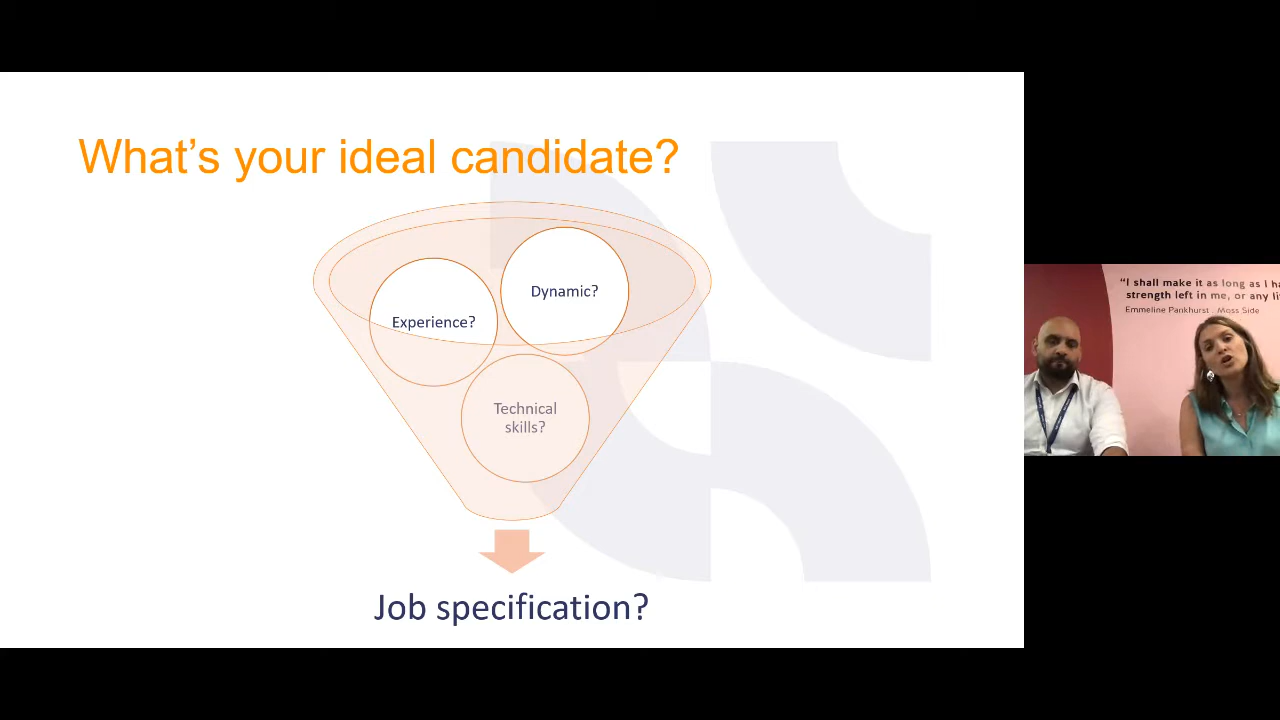 What's your ideal candidate?
Dynamic?
Experience?
Technical
skills?
Job specification?
“I shall make it as long as I ha
strength left in me, or any li
Emmeline Pankhurst . Moss Side